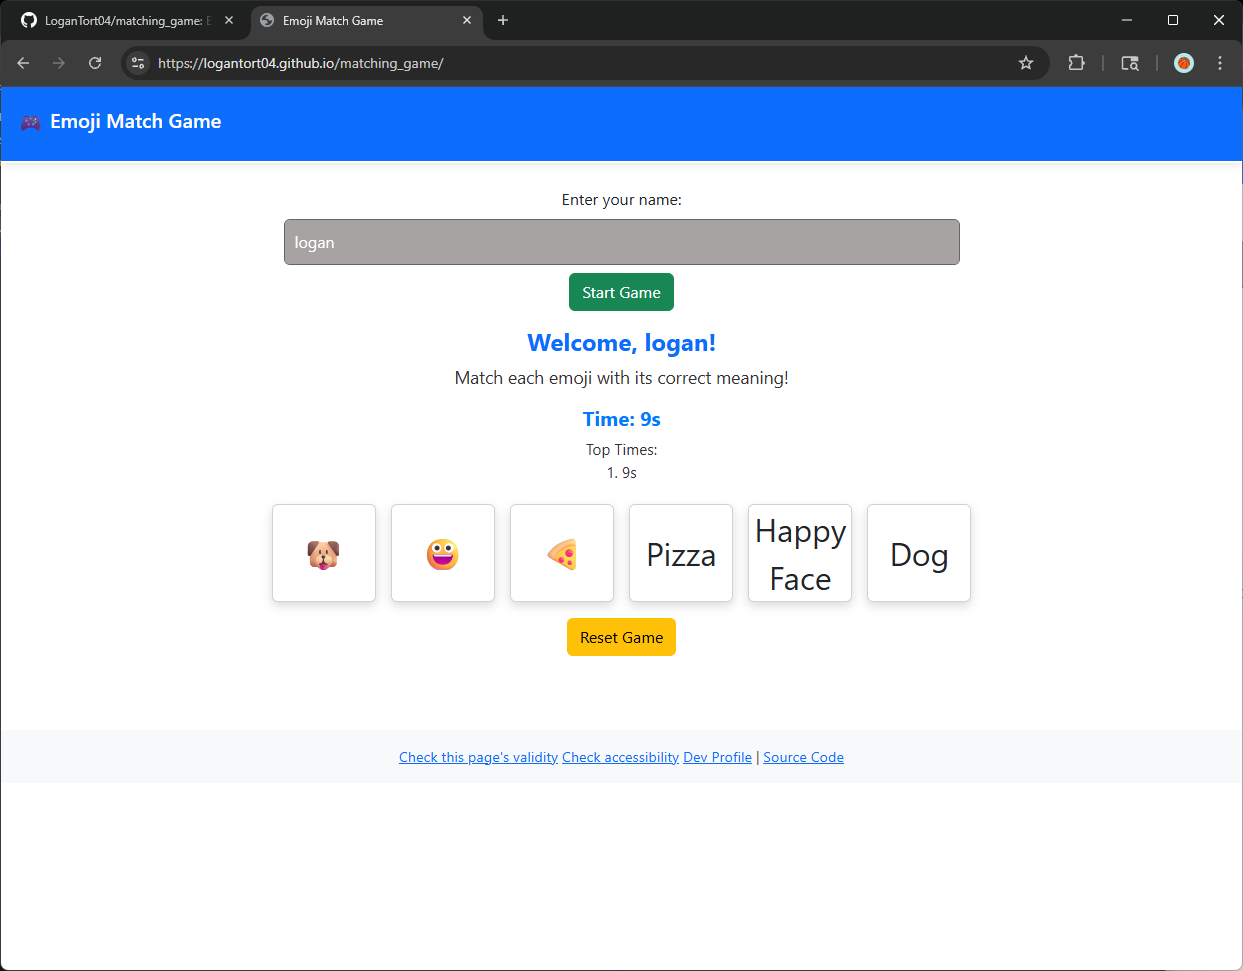 LoganTort04/matching_game: E
Emoji Match Game
https://logantort04.github.io/matching_game/
Emoji Match Game
Enter your name:
logan
Start Game
Welcome, logan!
Match each emoji with its correct meaning!
Time: 9s
Top Times:
1. 9s
Pizza
Happy
Face
Dog
Reset Game
Check this page's validity Check accessibility Dev Profile | Source Code